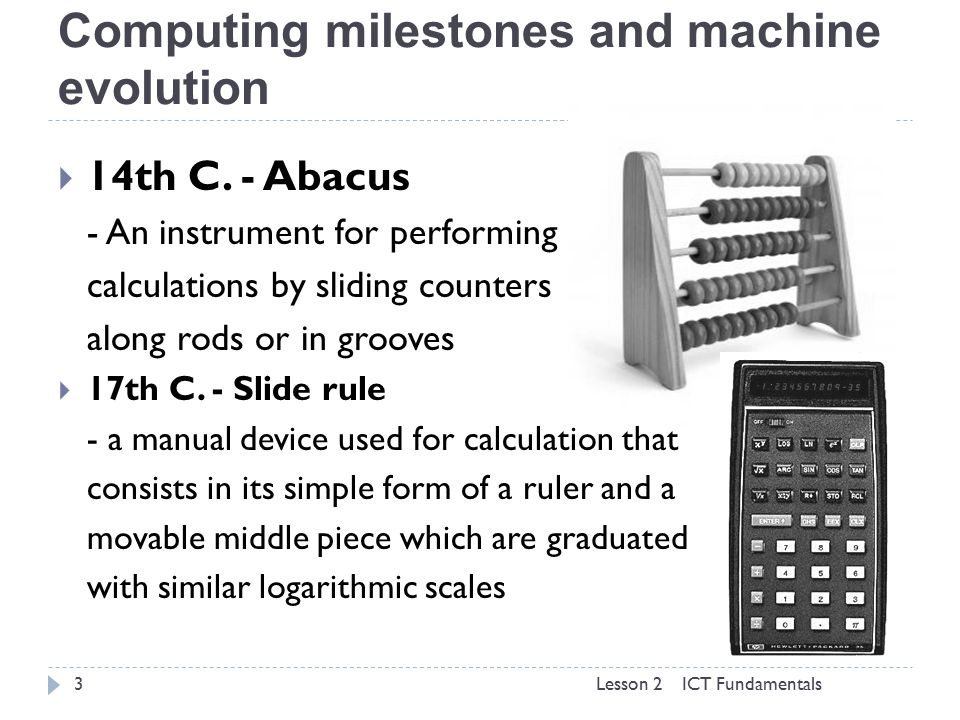 Computing milestones and machine
evolution
14th C. - Abacus
- An instrument for performing
calculations by sliding counters
along rods or in grooves
17th C. - Slide rule
- a manual device used for calculation that
consists in its simple form of a ruler and a
movable middle piece which are graduated
with similar logarithmic scales
OFF ON
LOG LN
ARC SIN COS TAN
STO RCL
ENTER↑ CHS EEX CLX
- 7 8 9
+ 4 5 6
× 1 2 3
÷ 0 · π
hp HEWLETT·PACKARD
3 Lesson 2 ICT Fundamentals